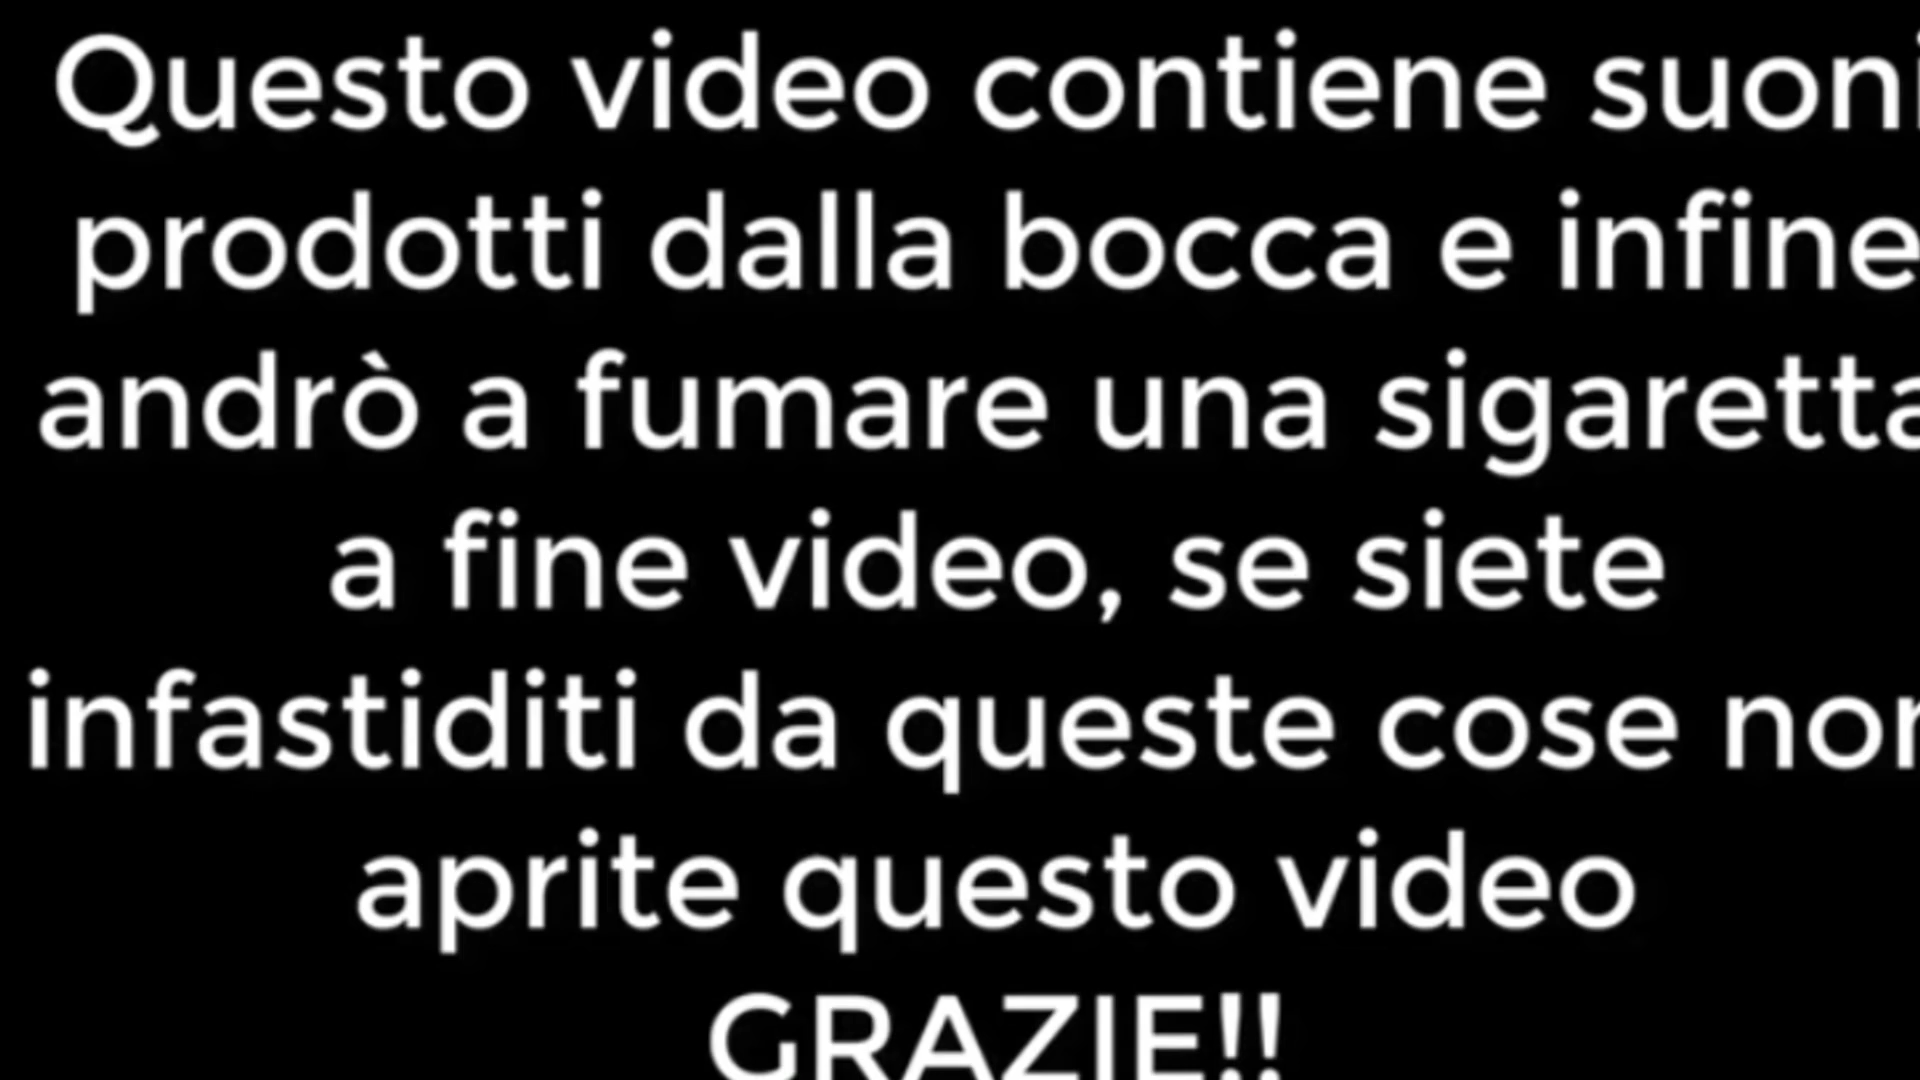 Questo video contiene suoni
prodotti dalla bocca e infine
andrò a fumare una sigaretta
a fine video, se siete
infastiditi da queste cose non
aprite questo video
GRAZIE!!